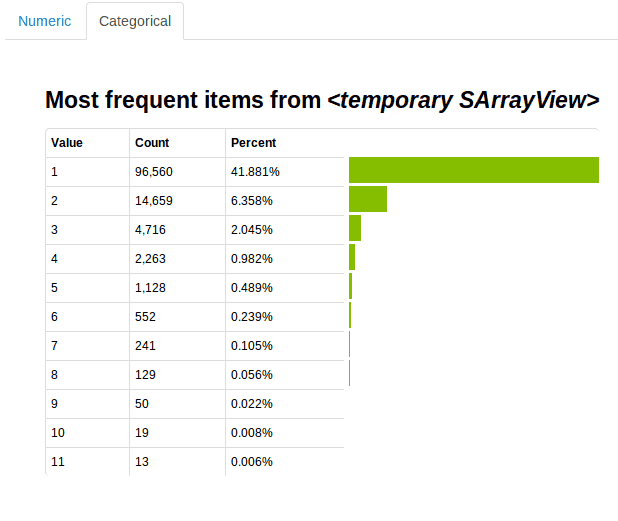 Numeric Categorical
Most frequent items from <temporary SArrayView>
Value Count Percent
1 96,560 41.881%
2 14,659 6.358%
3 4,716 2.045%
4 2,263 0.982%
5 1,128 0.489%
6 552 0.239%
7 241 0.105%
8 129 0.056%
9 50 0.022%
10 19 0.008%
11 13 0.006%